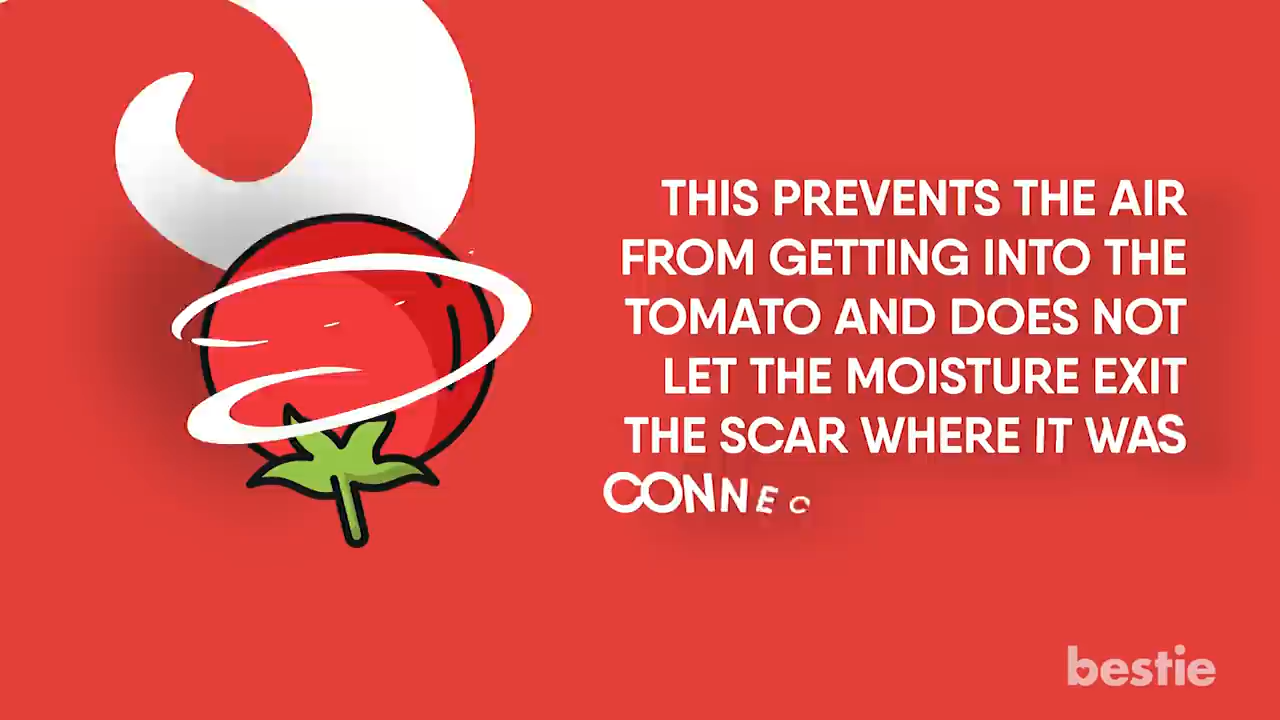 THIS PREVENTS THE AIR
FROM GETTING INTO THE
TOMATO AND DOES NOT
LET THE MOISTURE EXIT
THE SCAR WHERE IT WAS
CONNEC
bestie